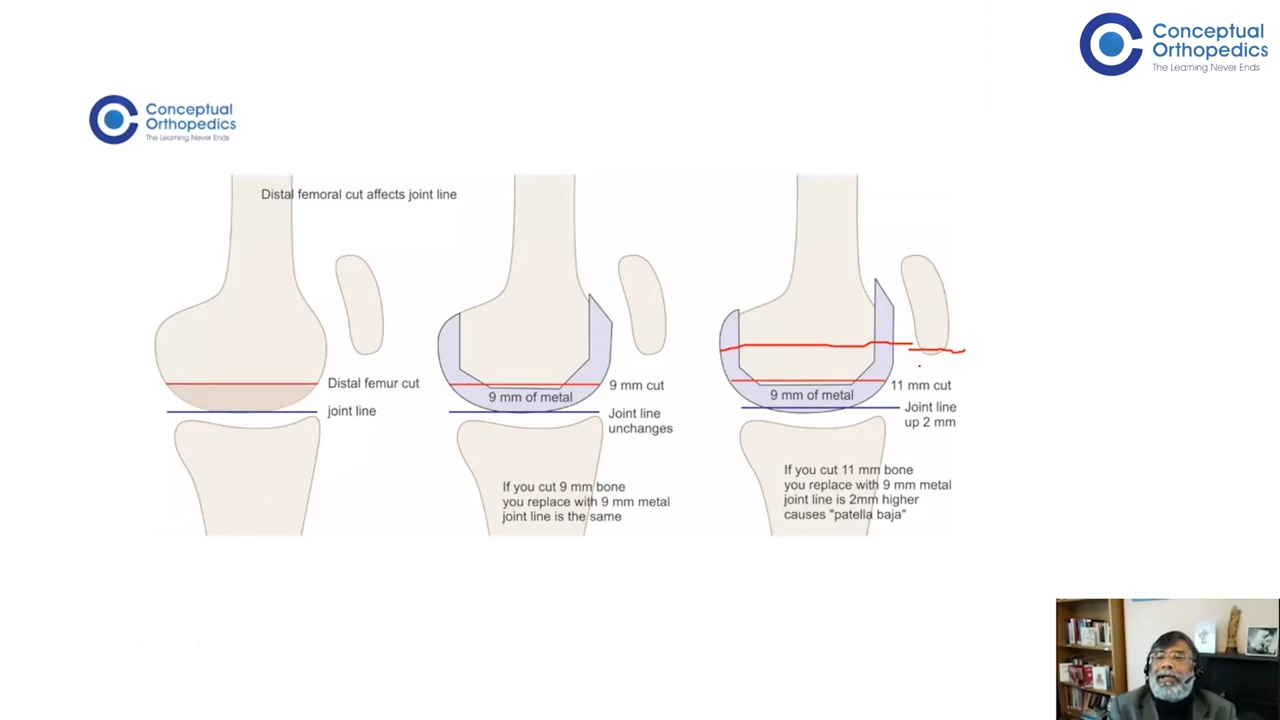 Conceptual
Orthopedics
The Learning Never Ends
Conceptual
Orthopedics
The Learning Never Ends
Distal femoral cut affects joint line
Distal femur cut
joint line
9 mm cut
9 mm of metal
Joint line
unchanges
If you cut 9 mm bone
you replace with 9 mm metal
joint line is the same
11 mm cut
9 mm of metal
Joint line
up 2 mm
If you cut 11 mm bone
you replace with 9 mm metal
joint line is 2mm higher
causes "patella baja"